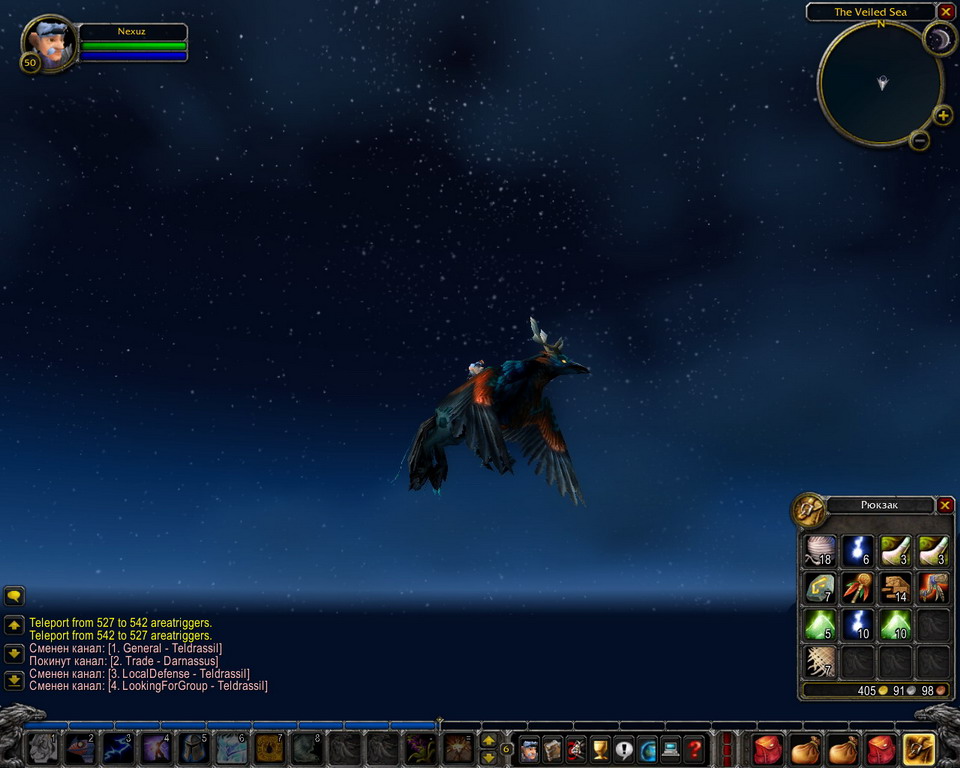 Nexuz
50
The Veiled Sea
N
Рюкзак
18 6 3 3
7 14
5 10 10
7
405 91 98
Teleport from 527 to 542 areatriggers.
Teleport from 542 to 527 areatriggers.
Сменен канал: [1. General - Teldrassil]
Покинут канал: [2. Trade - Darnassus]
Сменен канал: [3. LocalDefense - Teldrassil]
Сменен канал: [4. LookingForGroup - Teldrassil]
1 2 3 4 5 6 7 8 = 6